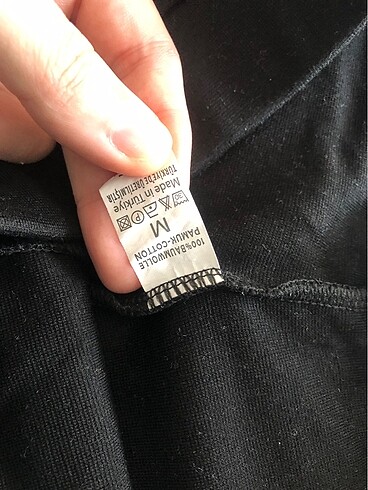 100%BAUMWOLLE
PAMUK-COTTON
M
Made in Türkiye
TÜRKİYE'DE ÜRETİLMİŞTİR